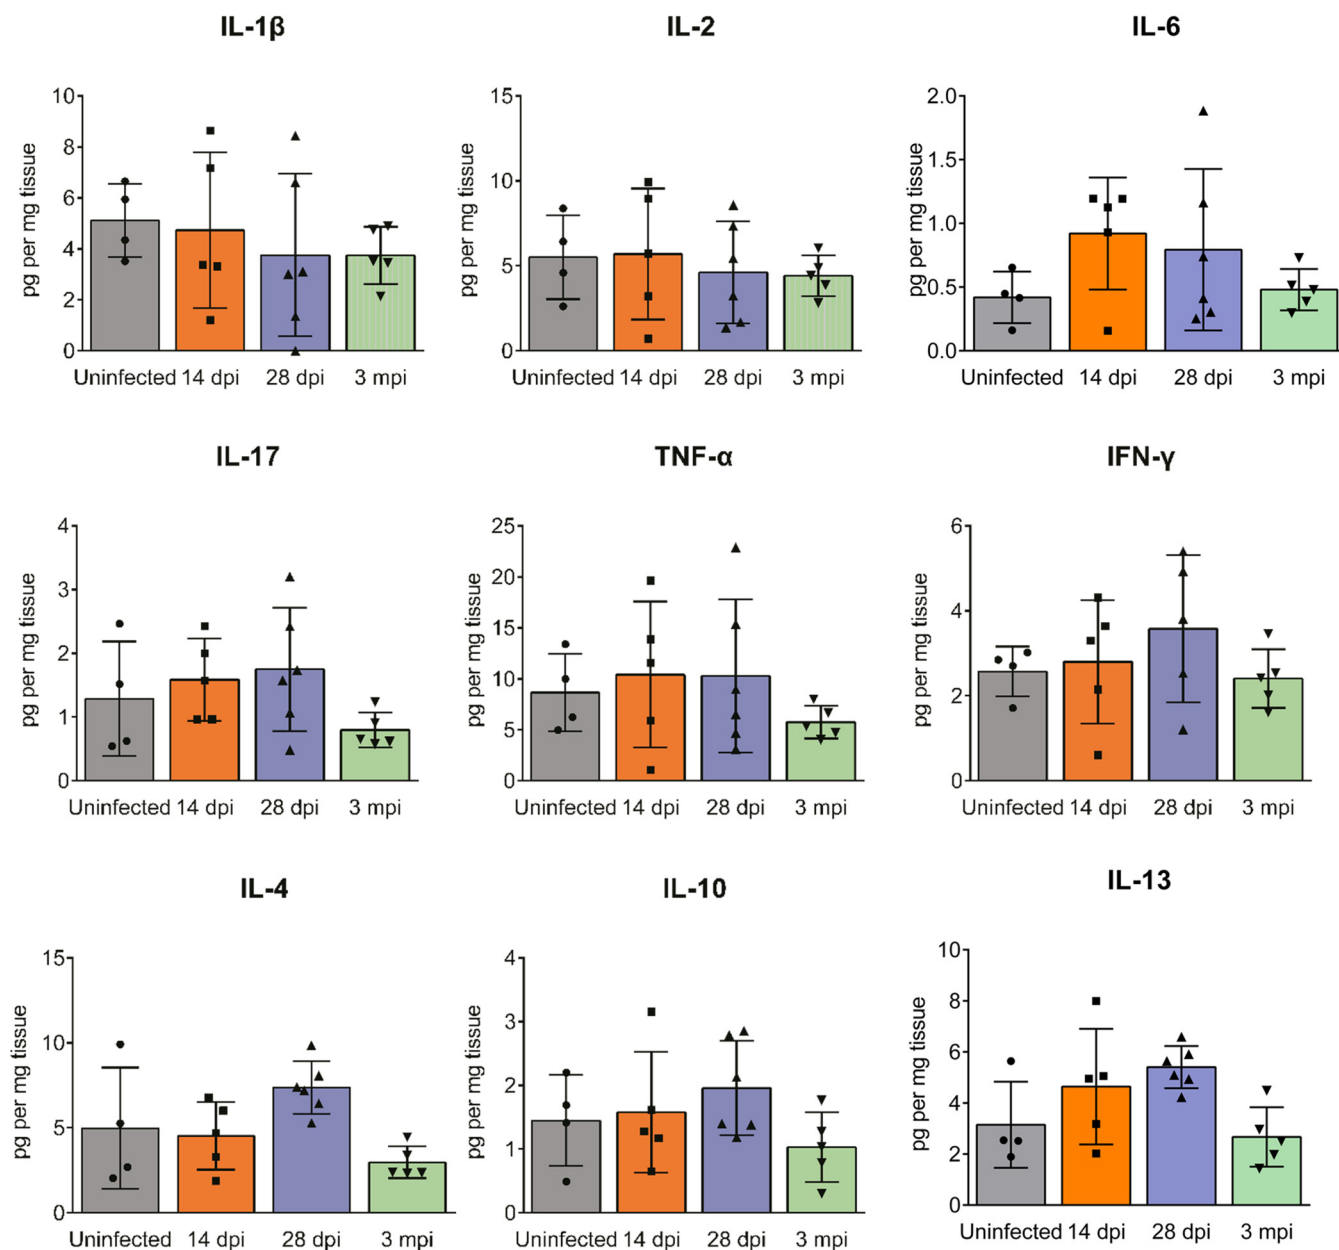 IL-1β IL-2 IL-6
pg per mg tissue
10
8
6
4
2
0
Uninfected 14 dpi 28 dpi 3 mpi
pg per mg tissue
15
10
5
0
Uninfected 14 dpi 28 dpi 3 mpi
pg per mg tissue
2.0
1.5
1.0
0.5
0.0
Uninfected 14 dpi 28 dpi 3 mpi
IL-17 TNF-α IFN-γ
pg per mg tissue
4
3
2
1
0
Uninfected 14 dpi 28 dpi 3 mpi
pg per mg tissue
25
20
15
10
5
0
Uninfected 14 dpi 28 dpi 3 mpi
pg per mg tissue
6
4
2
0
Uninfected 14 dpi 28 dpi 3 mpi
IL-4 IL-10 IL-13
pg per mg tissue
15
10
5
0
Uninfected 14 dpi 28 dpi 3 mpi
pg per mg tissue
4
3
2
1
0
Uninfected 14 dpi 28 dpi 3 mpi
pg per mg tissue
10
8
6
4
2
0
Uninfected 14 dpi 28 dpi 3 mpi